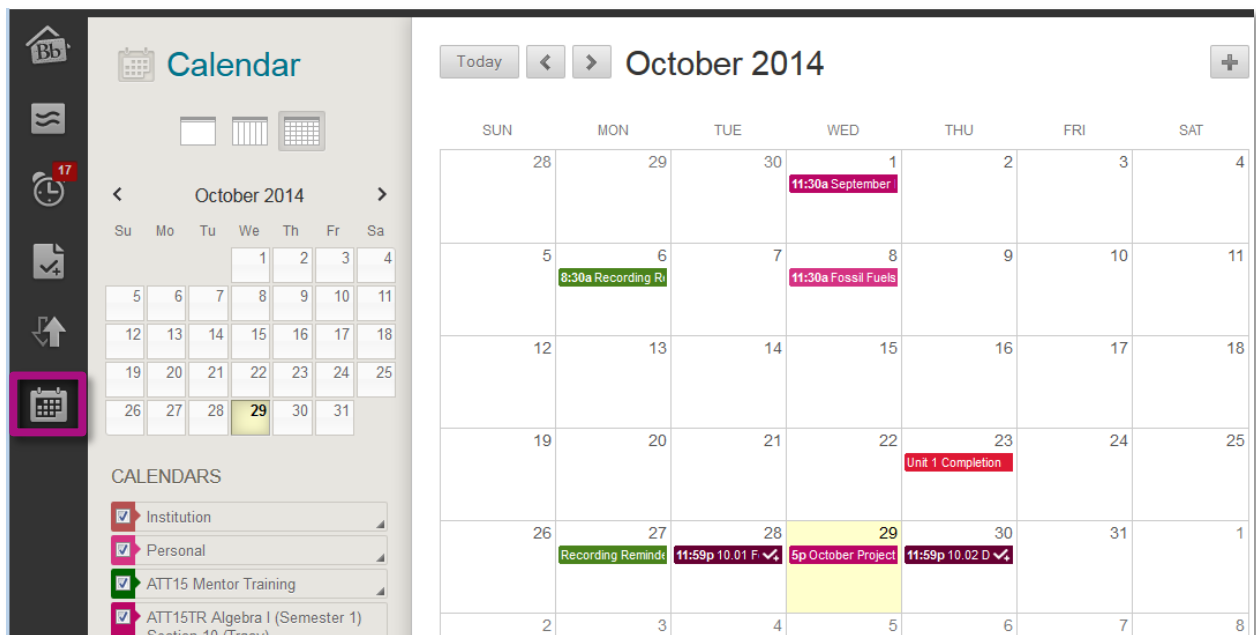 Bb
17
Calendar
October 2014
Su Mo Tu We Th Fr Sa
1 2 3 4
5 6 7 8 9 10 11
12 13 14 15 16 17 18
19 20 21 22 23 24 25
26 27 28 29 30 31
CALENDARS
Institution
Personal
ATT15 Mentor Training
ATT15TR Algebra I (Semester 1)
Today October 2014
SUN MON TUE WED THU FRI SAT
28 29 30 1 2 3 4
11:30a September
5 6 7 8 9 10 11
8:30a Recording 11:30a Fossil Fuels
12 13 14 15 16 17 18
19 20 21 22 23 24 25
Unit 1 Completion
26 27 28 29 30 31 1
Recording 11:59p 10.01 5p October Project 11:59p 10.02 D
2 3 4 5 6 7 8